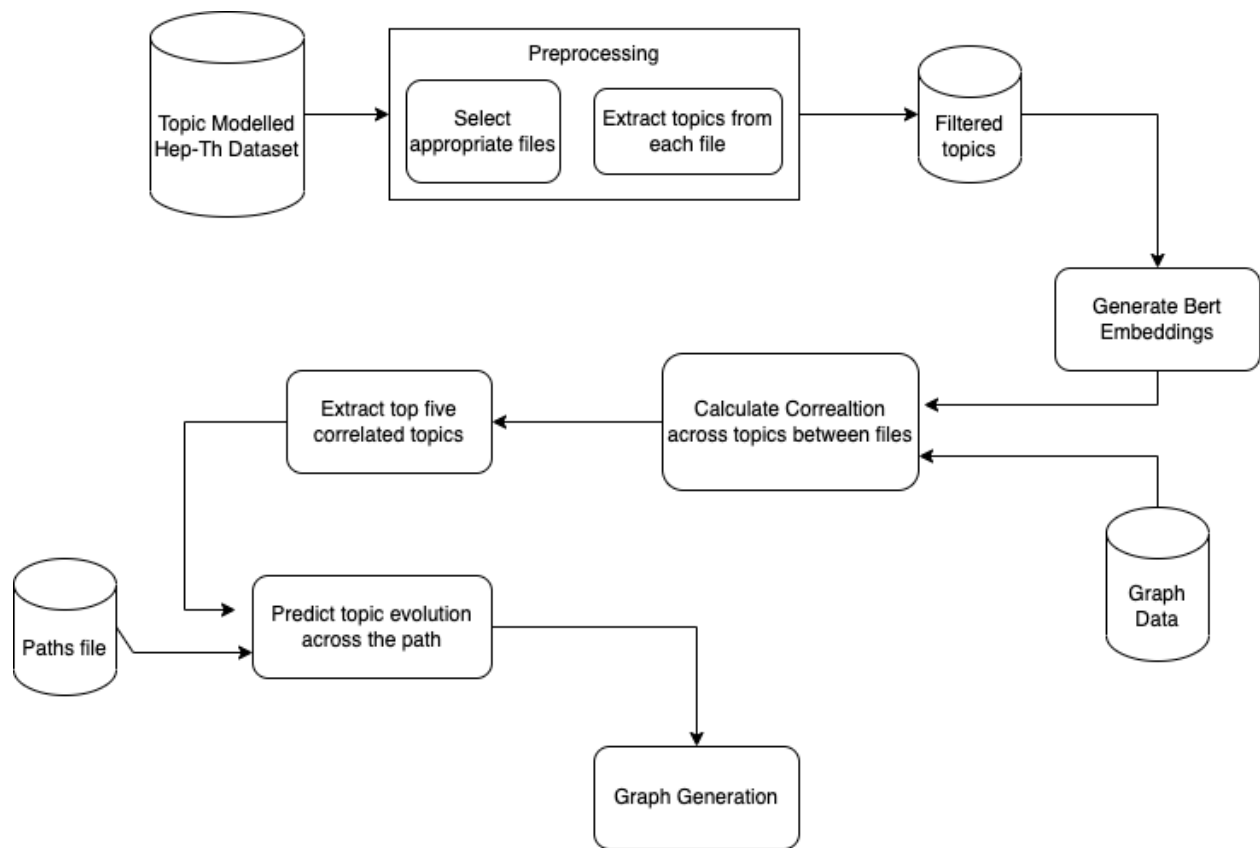 Preprocessing
Topic Modelled
Hep-Th Dataset
Select
appropriate files
Extract topics from
each file
Filtered
topics
Generate Bert
Embeddings
Calculate Correaltion
across topics between files
Extract top five
correlated topics
Graph
Data
Paths file
Predict topic evolution
across the path
Graph Generation